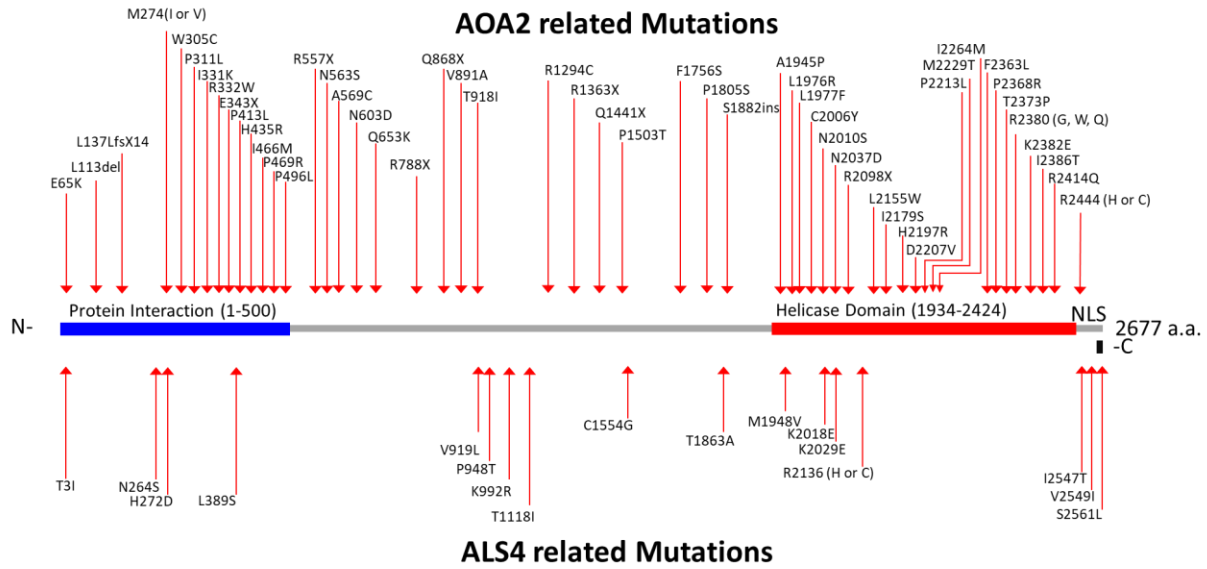 AOA2 related Mutations
M274(I or V)
W305C
P311L
I331K
R332W
E343X
P413L
H435R
I466M
P469R
P496L
L137LfsX14
L113del
E65K
R557X
N563S
A569C
N603D
Q653K
R788X
Q868X
V891A
T918I
R1294C
R1363X
Q1441X
P1503T
F1756S
P1805S
S1882ins
A1945P
L1976R
L1977F
C2006Y
N2010S
N2037D
R2098X
L2155W
I2179S
H2197R
D2207V
I2264M
M2229T
P2213L
F2363L
P2368R
T2373P
R2380 (G, W, Q)
K2382E
I2386T
R2414Q
R2444 (H or C)
Protein Interaction (1-500)
Helicase Domain (1934-2424)
NLS
N-
2677 a.a.
-C
T3I
N264S
H272D
L389S
V919L
P948T
K992R
T1118I
C1554G
T1863A
M1948V
K2018E
K2029E
R2136 (H or C)
I2547T
V2549I
S2561L
ALS4 related Mutations